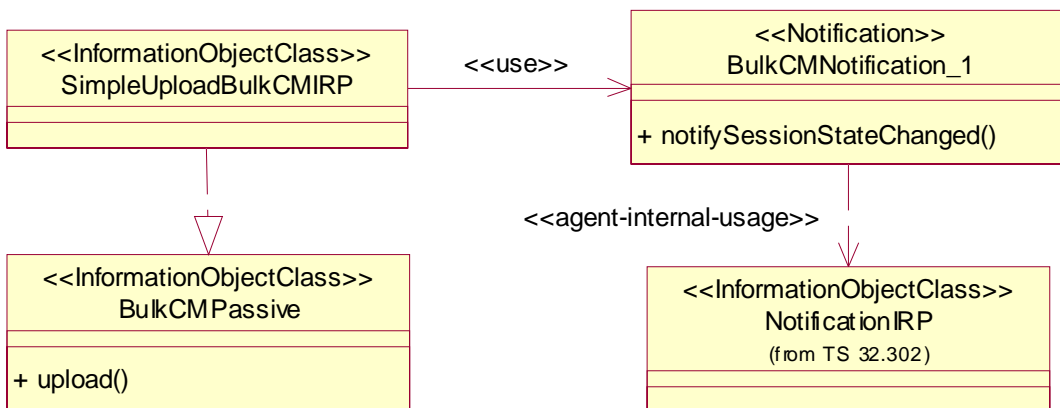 <<InformationObjectClass>>
SimpleUploadBulkCMIRP
<<use>>
<<Notification>>
BulkCMNotification_1
+ notifySessionStateChanged()
<<agent-internal-usage>>
<<InformationObjectClass>>
BulkCMPassive
+ upload()
<<InformationObjectClass>>
NotificationIRP
(from TS 32.302)